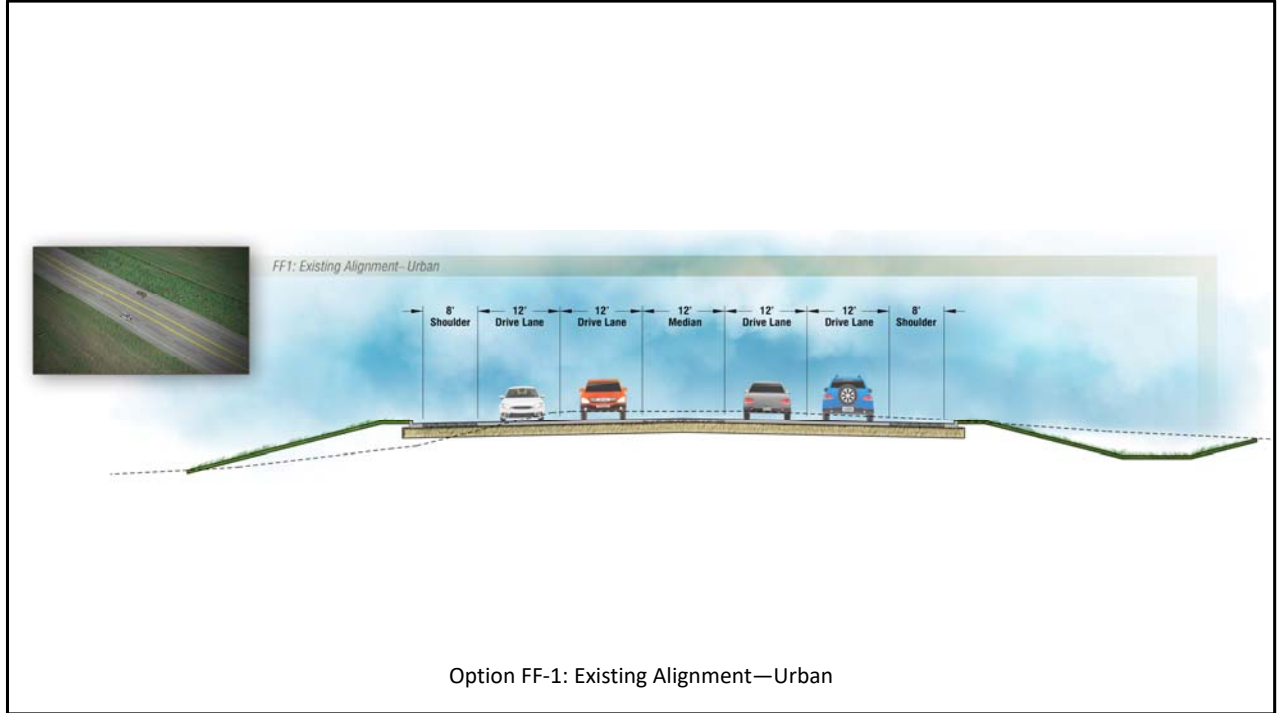 FF1: Existing Alignment–Urban
8' 12' 12' 12' 12' 12' 8'
Shoulder Drive Lane Drive Lane Median Drive Lane Drive Lane Shoulder
Option FF-1: Existing Alignment—Urban